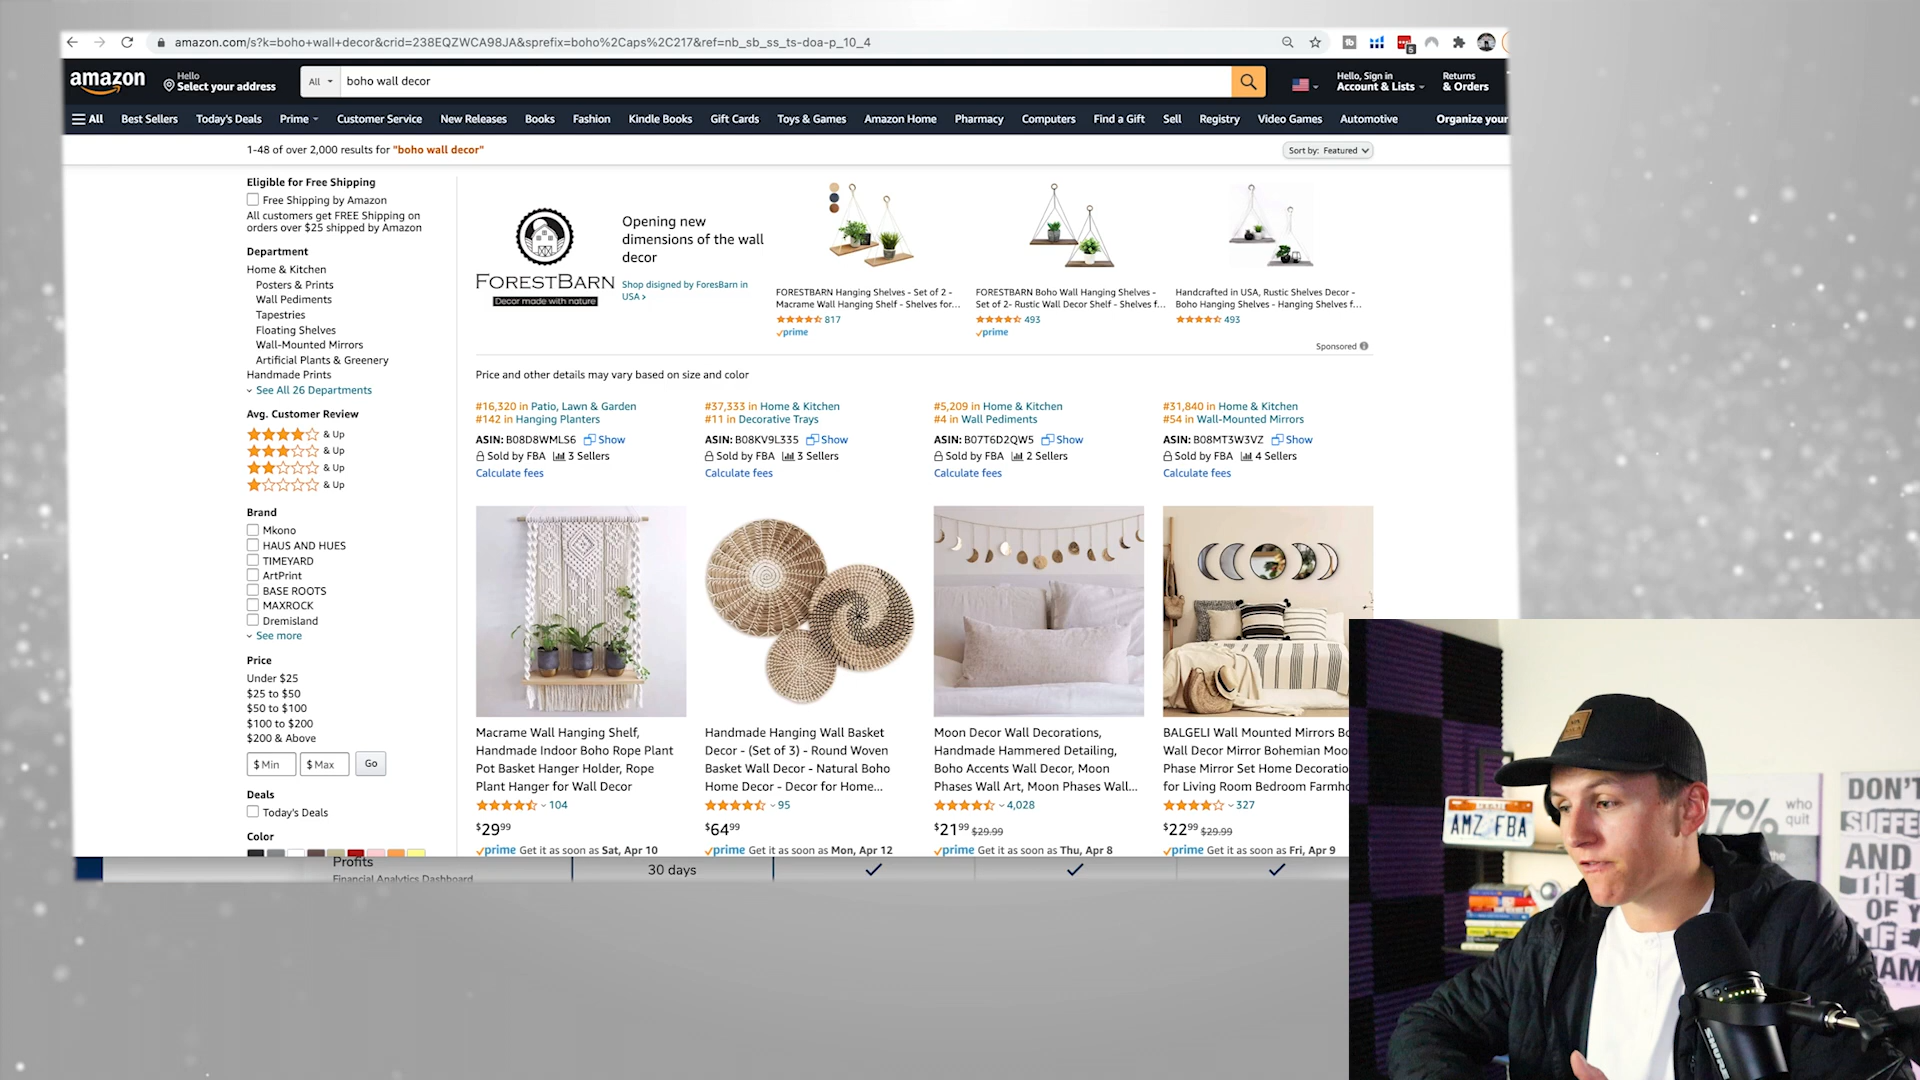 amazon.com/s?k=boho+wall+decor&crid=238EQZWCA98JA&sprefix=boho%2Caps%2C217&ref=nb_sb_ss_ts-doa-p_10_4
5
amazon
Hello
Select your address
All
boho wall decor
Hello, Sign in
Account & Lists
Returns
& Orders
All Best Sellers Today's Deals Prime Customer Service New Releases Books Fashion Kindle Books Gift Cards Toys & Games Amazon Home Pharmacy Computers Find a Gift Sell Registry Video Games Automotive Organize your
1-48 of over 2,000 results for "boho wall decor"
Sort by: Featured
Eligible for Free Shipping
Free Shipping by Amazon
All customers get FREE Shipping on
orders over $25 shipped by Amazon
Department
Home & Kitchen
Posters & Prints
Wall Pediments
Tapestries
Floating Shelves
Wall-Mounted Mirrors
Artificial Plants & Greenery
Handmade Prints
See All 26 Departments
Avg. Customer Review
& Up
& Up
& Up
& Up
Brand
Mkono
HAUS AND HUES
TIMEYARD
ArtPrint
BASE ROOTS
MAXROCK
Dremisland
See more
Price
Under $25
$25 to $50
$50 to $100
$100 to $200
$200 & Above
$ Min $ Max Go
Deals
Today's Deals
Color
FORESTBARN
Decor made with nature
Opening new
dimensions of the wall
decor
Shop disigned by ForesBarn in
USA >
FORESTBARN Hanging Shelves - Set of 2 -
Macrame Wall Hanging Shelf - Shelves for...
817
prime
FORESTBARN Boho Wall Hanging Shelves -
Set of 2- Rustic Wall Decor Shelf - Shelves f...
493
prime
Handcrafted in USA, Rustic Shelves Decor -
Boho Hanging Shelves - Hanging Shelves f...
493
Sponsored
Price and other details may vary based on size and color
#16,320 in Patio, Lawn & Garden
#142 in Hanging Planters
ASIN: B08D8WMLS6 Show
Sold by FBA 3 Sellers
Calculate fees
#37,333 in Home & Kitchen
#11 in Decorative Trays
ASIN: B08KV9L335 Show
Sold by FBA 3 Sellers
Calculate fees
#5,209 in Home & Kitchen
#4 in Wall Pediments
ASIN: B07T6D2QW5 Show
Sold by FBA 2 Sellers
Calculate fees
#31,840 in Home & Kitchen
#54 in Wall-Mounted Mirrors
ASIN: B08MT3W3VZ Show
Sold by FBA 4 Sellers
Calculate fees
Macrame Wall Hanging Shelf,
Handmade Indoor Boho Rope Plant
Pot Basket Hanger Holder, Rope
Plant Hanger for Wall Decor
104
$29 99
prime Get it as soon as Sat, Apr 10
Handmade Hanging Wall Basket
Decor - (Set of 3) - Round Woven
Basket Wall Decor - Natural Boho
Home Decor - Decor for Home...
95
$64 99
prime Get it as soon as Mon, Apr 12
Moon Decor Wall Decorations,
Handmade Hammered Detailing,
Boho Accents Wall Decor, Moon
Phases Wall Art, Moon Phases Wall...
4,028
$21 99 $29.99
prime Get it as soon as Thu, Apr 8
BALGELI Wall Mounted Mirrors Bo
Wall Decor Mirror Bohemian Moo
Phase Mirror Set Home Decoratio
for Living Room Bedroom Farmho
327
$22 99 $29.99
prime Get it as soon as Fri, Apr 9
Profits
Financial Analytics Dashboard
30 days
AMZ FBA
7% who
quit
the
DON'T
SUFFE
AND
THE
OF Y
LIFE
HAM
SHURE